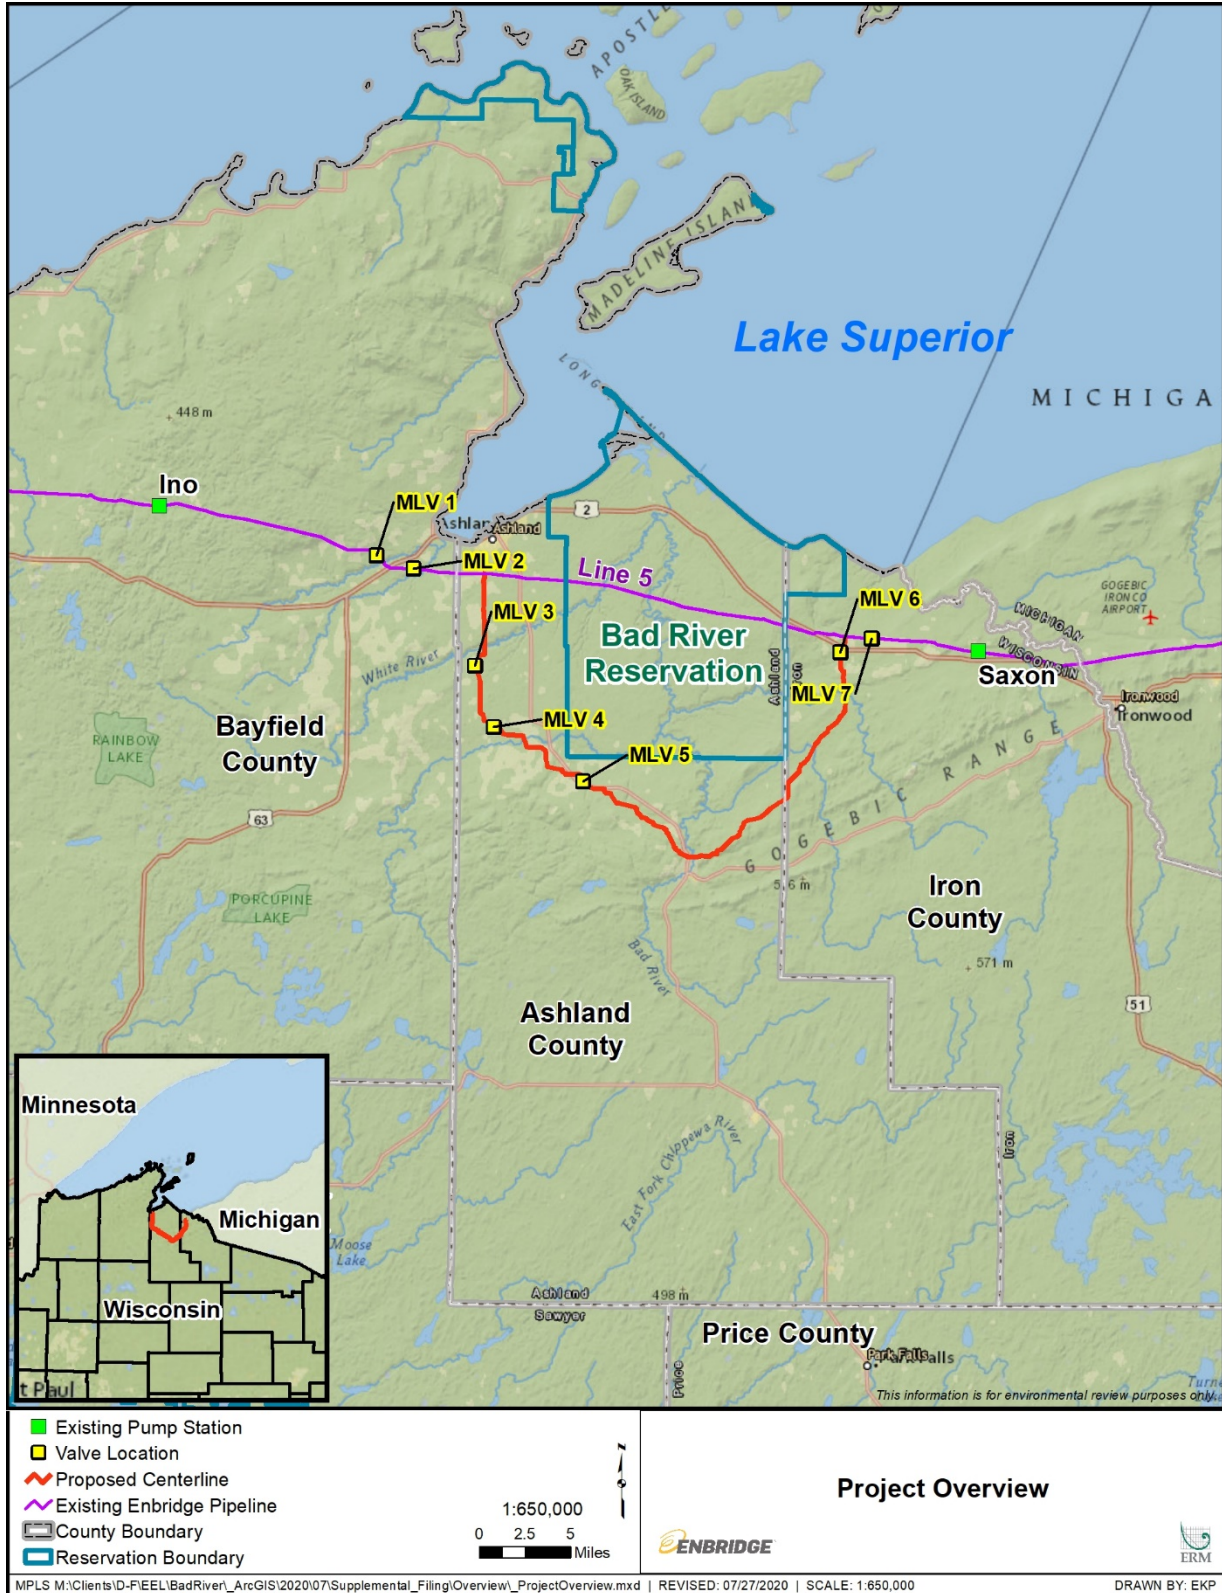 APOSTLE
OAK ISLAND
MADELINE ISLAND
Lake Superior
LONG
MICHIGA
448 m
Ino
MLV 1
Ashland
MLV 2
2
Line 5
MLV 3
MLV 6
GOGEBIC
IRON CO
AIRPORT
MICHIGAN
WISCONSIN
White River
Bad River
Reservation
Ashland
Iron
MLV 7
Saxon
Ironwood
Ironwood
Bayfield
County
RAINBOW
LAKE
MLV 4
MLV 5
GOGEBIC RANGE
63
PORCUPINE
LAKE
Iron
County
Bad River
571 m
51
Ashland
County
Iron
East Fork Chippewa River
Moose
Lake
Ashland
Sawyer
498 m
Price County
Price
Park Falls
This information is for environmental review purposes only.
Minnesota
Michigan
Wisconsin
t Paul
Existing Pump Station
Valve Location
Proposed Centerline
Existing Enbridge Pipeline
County Boundary
Reservation Boundary
N
1:650,000
0 2.5 5
Miles
Project Overview
ENBRIDGE
ERM
MPLS M:\Clients\D-F\EEL\BadRiver\_ArcGIS\2020\07\Supplemental_Filing\Overview\_ProjectOverview.mxd | REVISED: 07/27/2020 | SCALE: 1:650,000
DRAWN BY: EKP